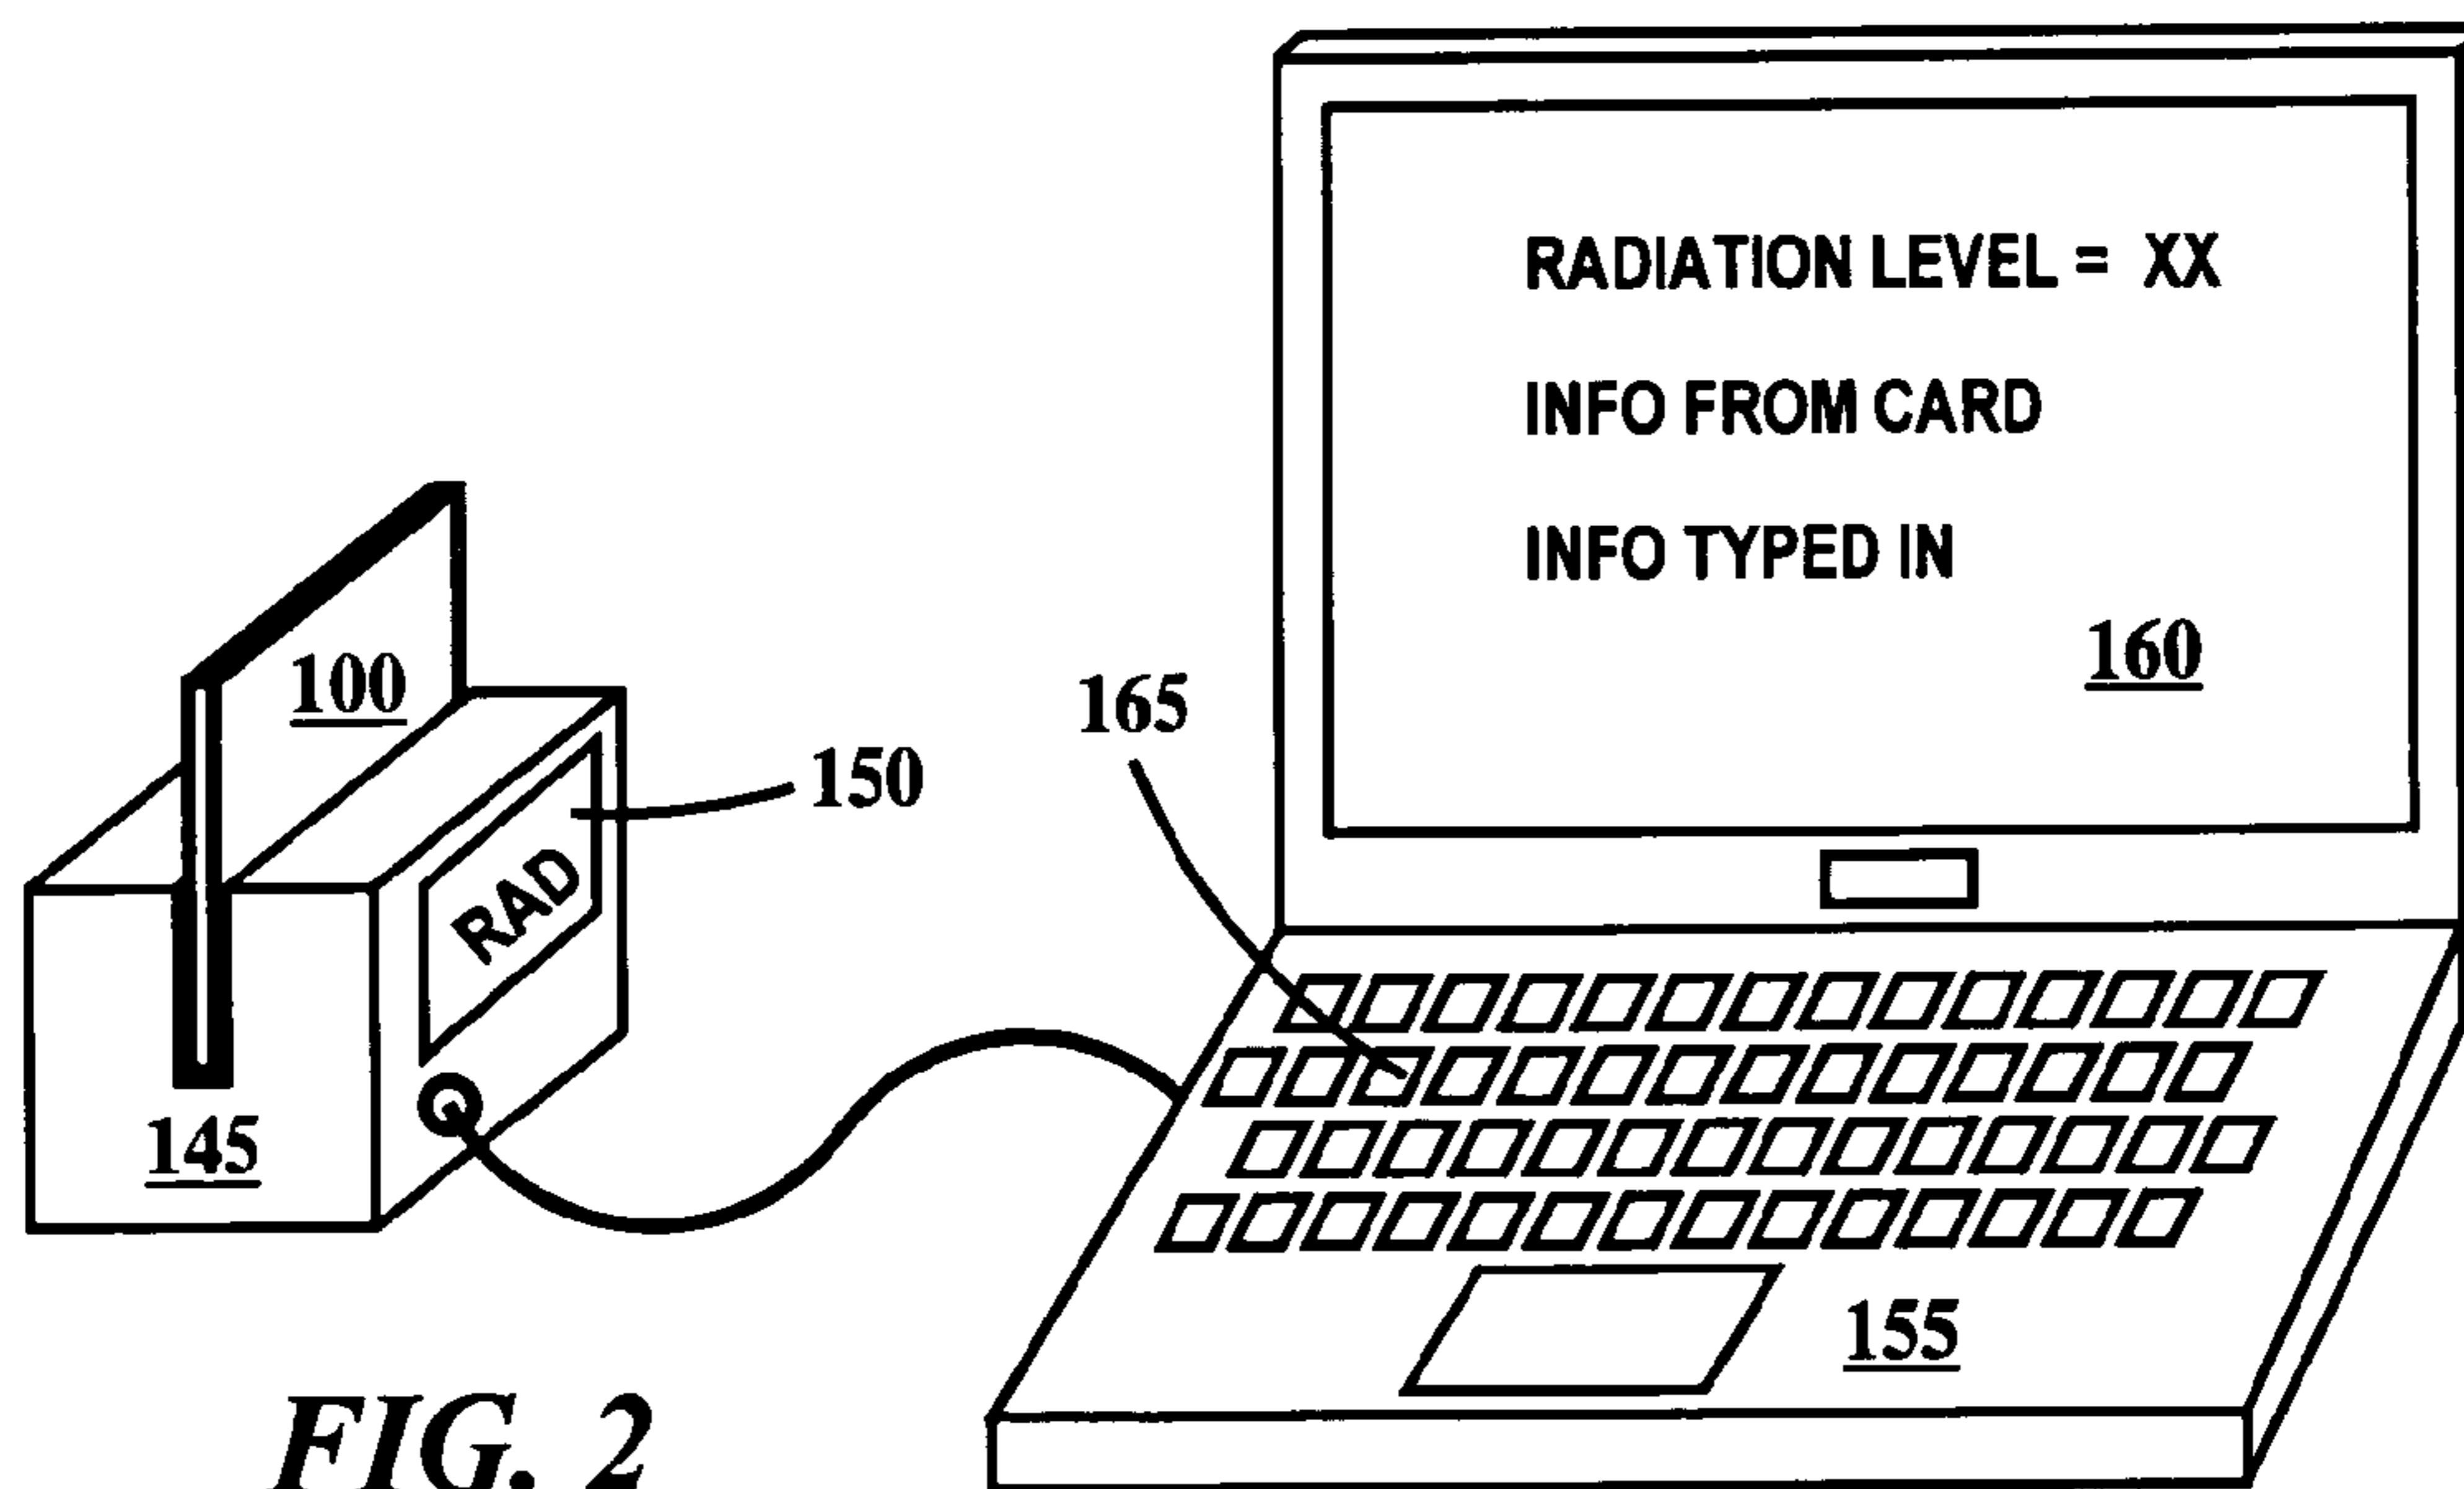 RADIATION LEVEL = XX
INFO FROM CARD
INFO TYPED IN
160
100
165
150
RAD
145
155
FIG. 2